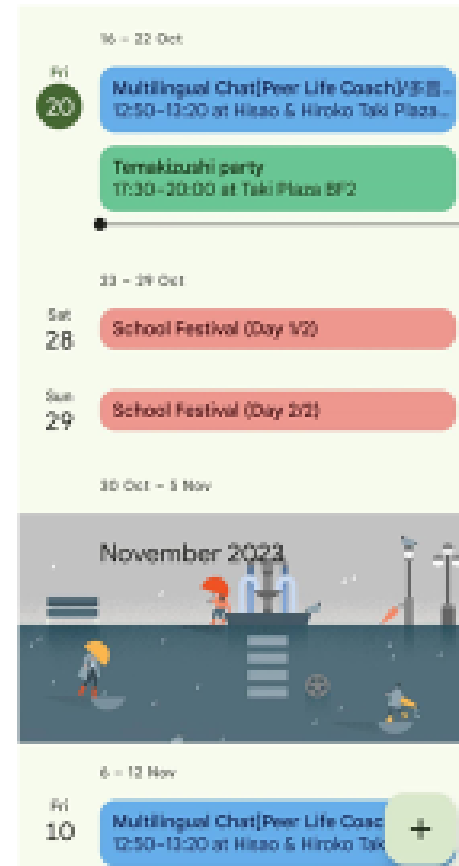 16 – 22 Oct
Fri
20
Multilingual Chat[Peer Life Coach]/多言...
12:50–13:20 at Hisao & Hiroko Taki Plaza...
Temakizushi party
17:30–20:00 at Taki Plaza BF2
23 – 29 Oct
Sat
28
School Festival (Day 1/2)
Sun
29
School Festival (Day 2/2)
30 Oct – 5 Nov
November 2023
6 – 12 Nov
Fri
10
Multilingual Chat[Peer Life Coac
12:50–13:20 at Hisao & Hiroko Tak
+